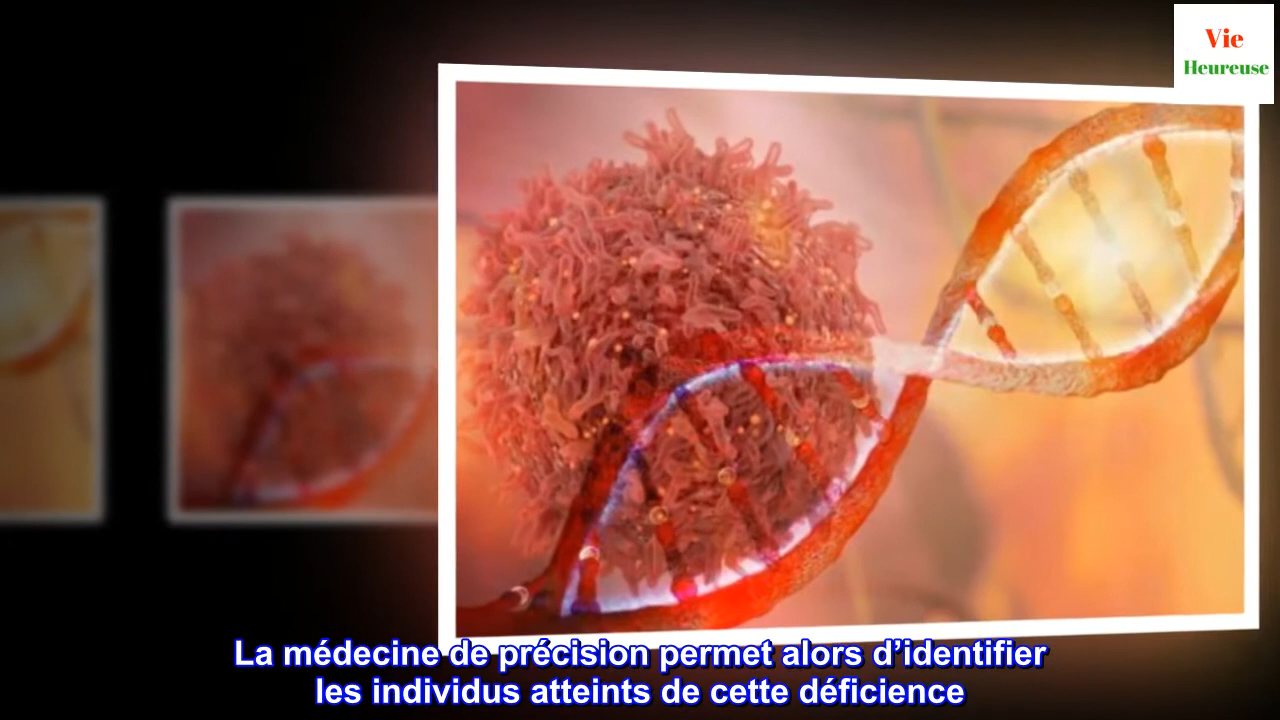 Vie
Heureuse
La médecine de précision permet alors d’identifier
les individus atteints de cette déficience